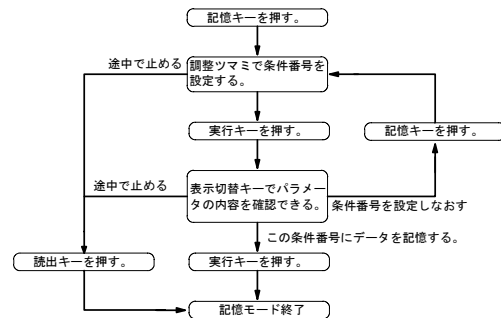 記憶キーを押す。
途中で止める
調整ツマミで条件番号を
設定する。
実行キーを押す。
記憶キーを押す。
途中で止める
表示切替キーでパラメー
タの内容を確認できる。
条件番号を設定しなおす
この条件番号にデータを記憶する。
読出キーを押す。
実行キーを押す。
記憶モード終了